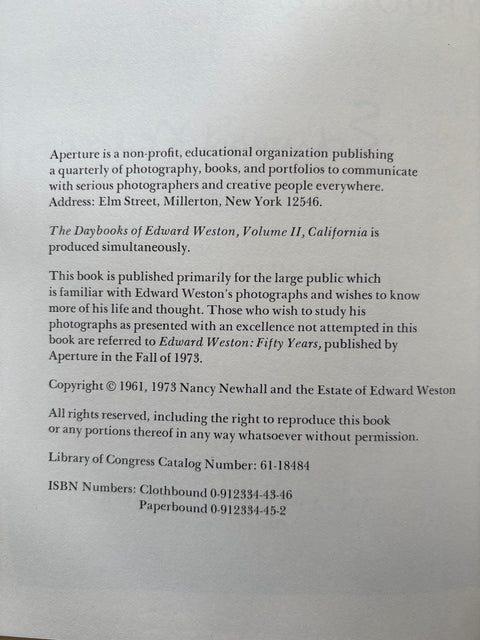 Aperture is a non-profit, educational organization publishing
a quarterly of photography, books, and portfolios to communicate
with serious photographers and creative people everywhere.
Address: Elm Street, Millerton, New York 12546.
The Daybooks of Edward Weston, Volume II, California is
produced simultaneously.
This book is published primarily for the large public which
is familiar with Edward Weston's photographs and wishes to know
more of his life and thought. Those who wish to study his
photographs as presented with an excellence not attempted in this
book are referred to Edward Weston: Fifty Years, published by
Aperture in the Fall of 1973.
Copyright © 1961, 1973 Nancy Newhall and the Estate of Edward Weston
All rights reserved, including the right to reproduce this book
or any portions thereof in any way whatsoever without permission.
Library of Congress Catalog Number: 61-18484
ISBN Numbers: Clothbound 0-912334-43-46
Paperbound 0-912334-45-2